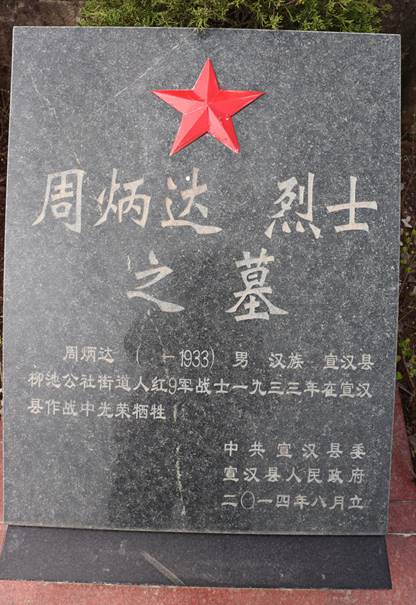 周炳达 烈士
之墓
周炳达（ —1933）男 汉族 宣汉县
柳池公社街道人红9军战士一九三三年在宣汉
县作战中光荣牺牲
中共宣汉县委
宣汉县人民政府
二〇一四年八月立